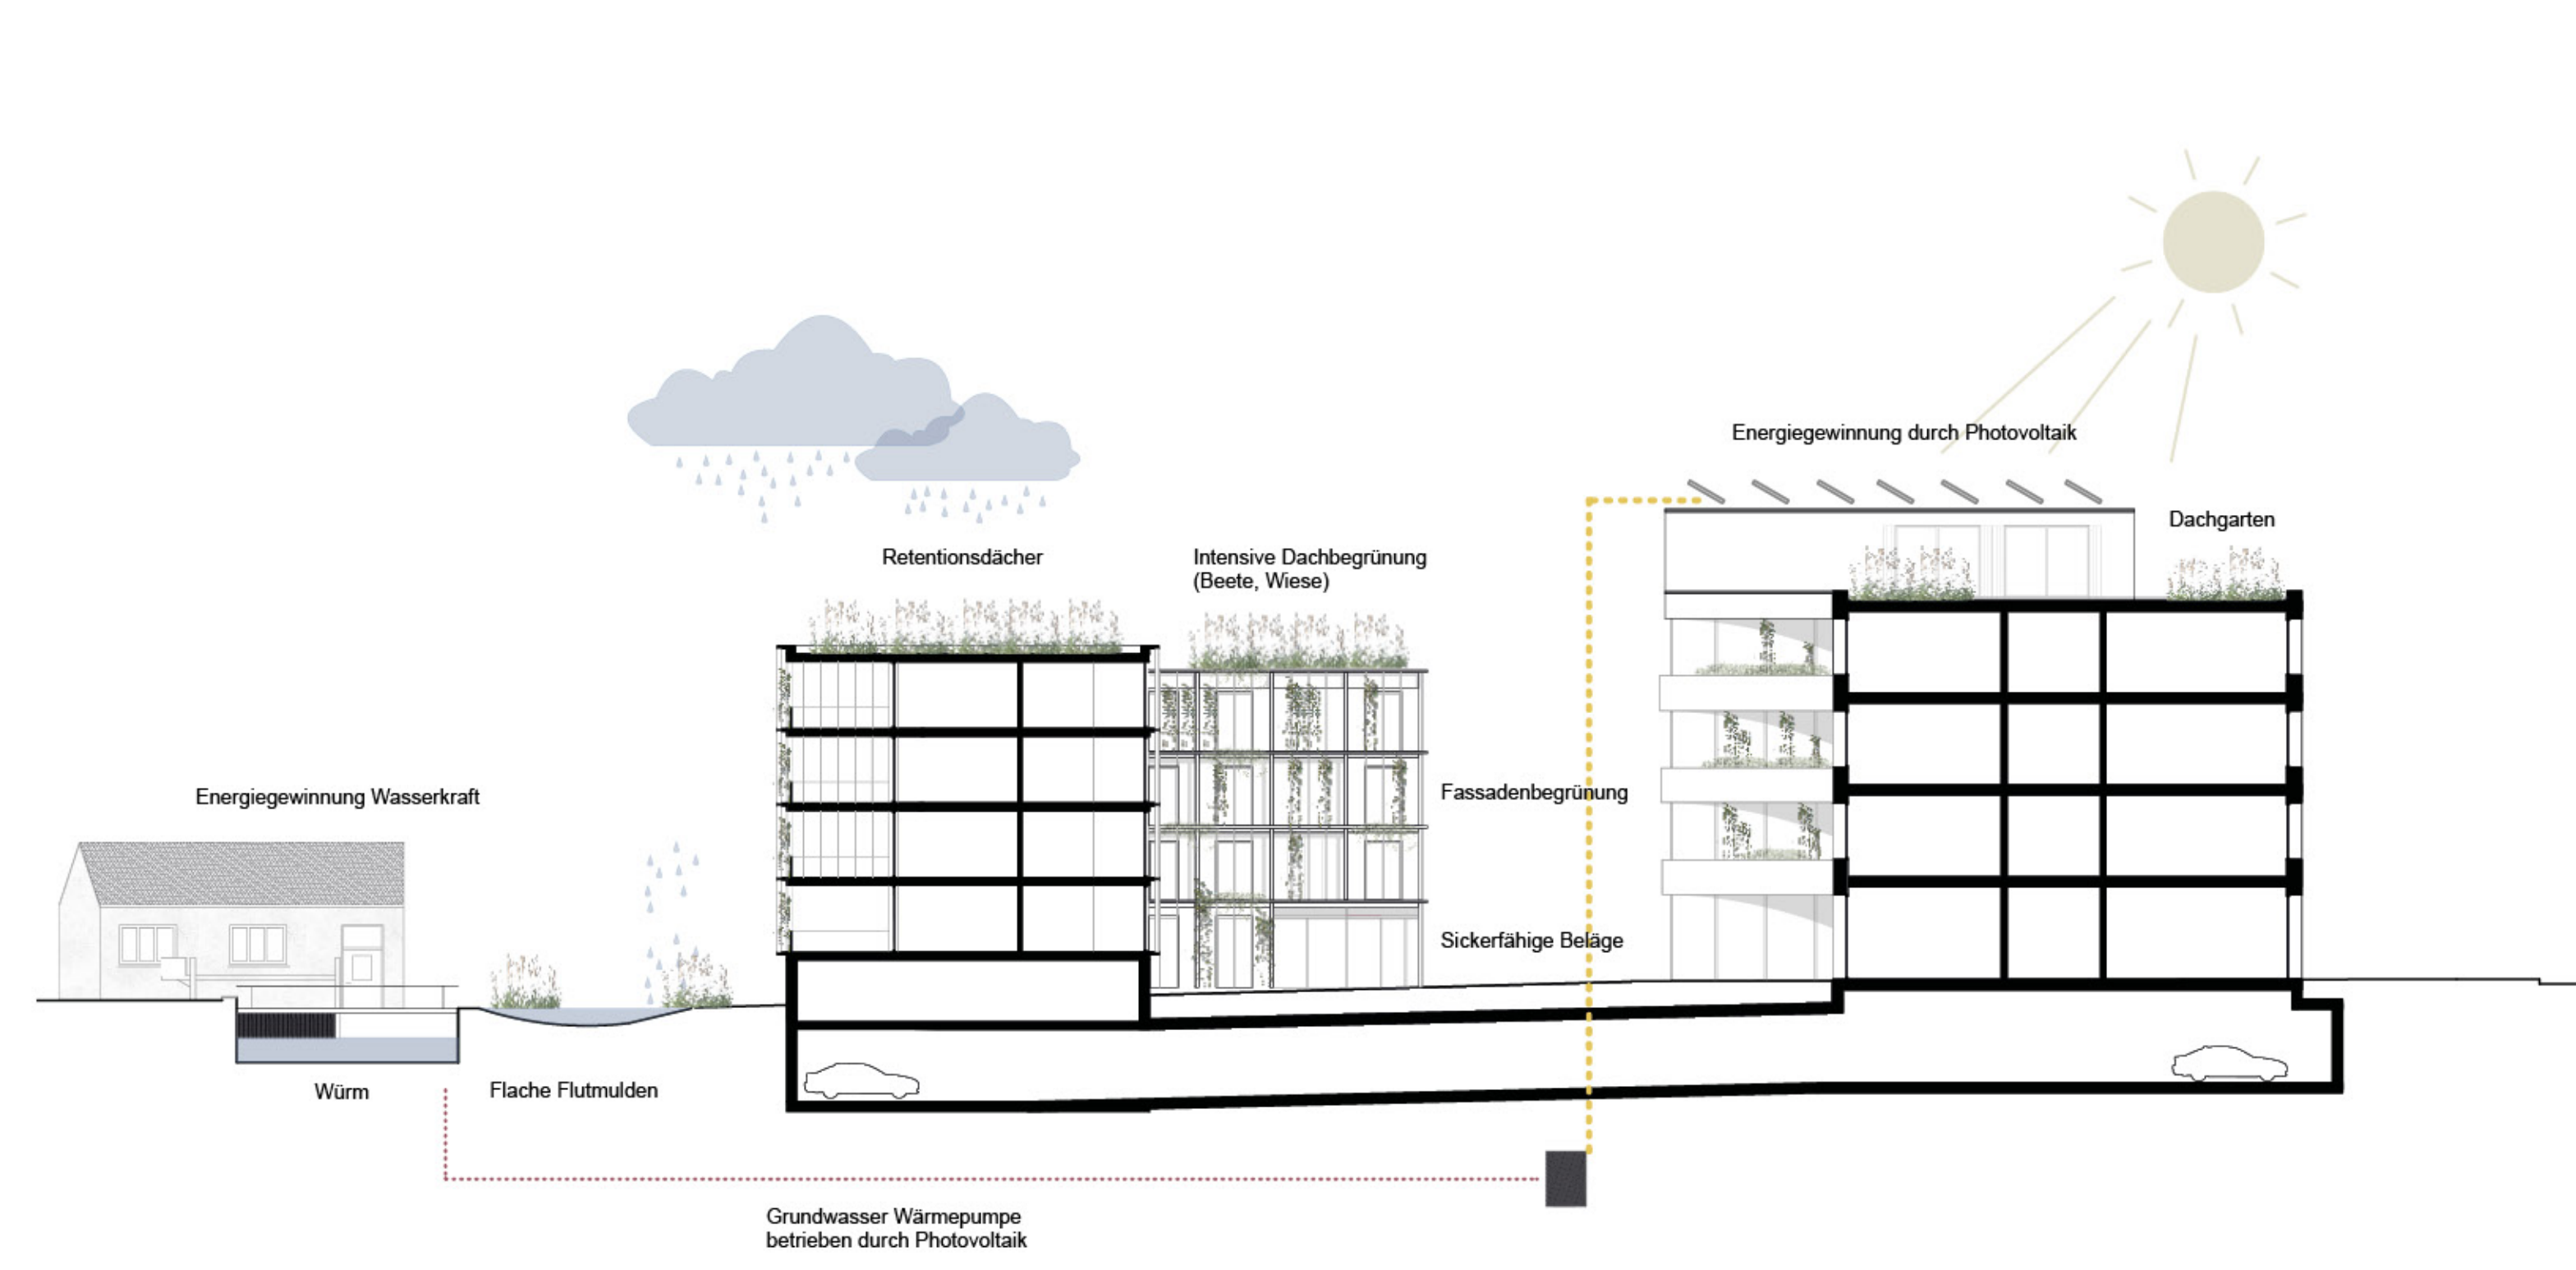 Energiegewinnung durch Photovoltaik
Dachgarten
Retentionsdächer
Intensive Dachbegrünung
(Beete, Wiese)
Fassadenbegrünung
Energiegewinnung Wasserkraft
Sickerfähige Beläge
Würm
Flache Flutmulden
Grundwasser Wärmepumpe
betrieben durch Photovoltaik